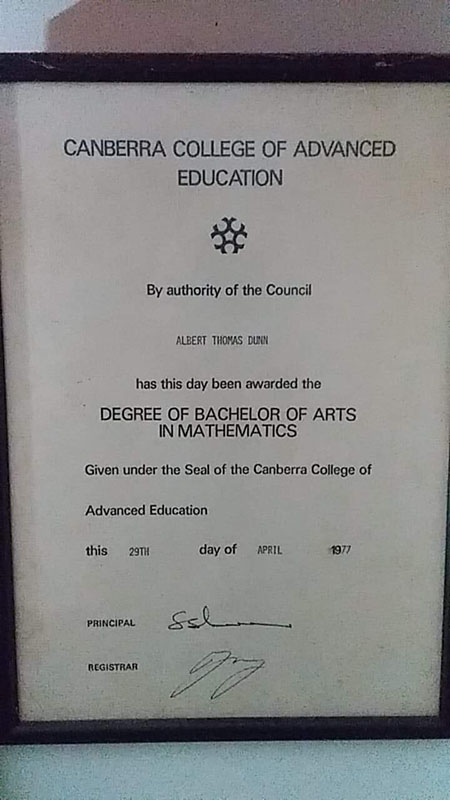 CANBERRA COLLEGE OF ADVANCED
EDUCATION
By authority of the Council
ALBERT THOMAS DUNN
has this day been awarded the
DEGREE OF BACHELOR OF ARTS
IN MATHEMATICS
Given under the Seal of the Canberra College of
Advanced Education
this 29TH day of APRIL 1977
PRINCIPAL
REGISTRAR